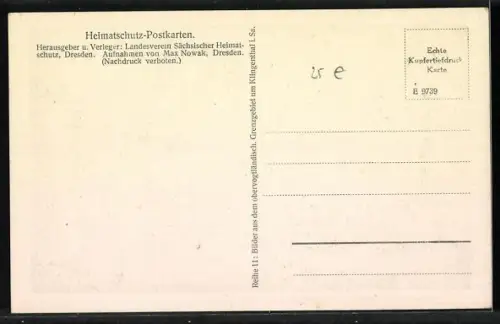 Heimatschutz-Postkarten.
Herausgeber u. Verleger: Landesverein Sächsischer Heimat-
schutz, Dresden. Aufnahmen von Max Nowak, Dresden.
(Nachdruck verboten.)
Reihe 11: Bilder aus dem obervogtländisch. Grenzgebiet um Klingenthal i. Sa.
25 e
Echte
Kupfertiefdruck
Karte
B 9739